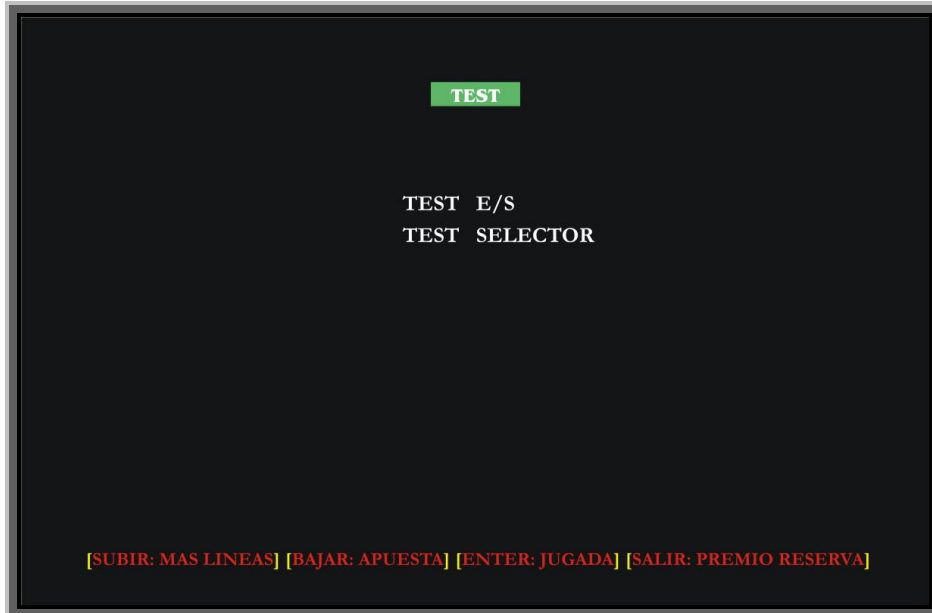 TEST
TEST E/S
TEST SELECTOR
[SUBIR: MAS LINEAS] [BAJAR: APUESTA] [ENTER: JUGADA] [SALIR: PREMIO RESERVA]